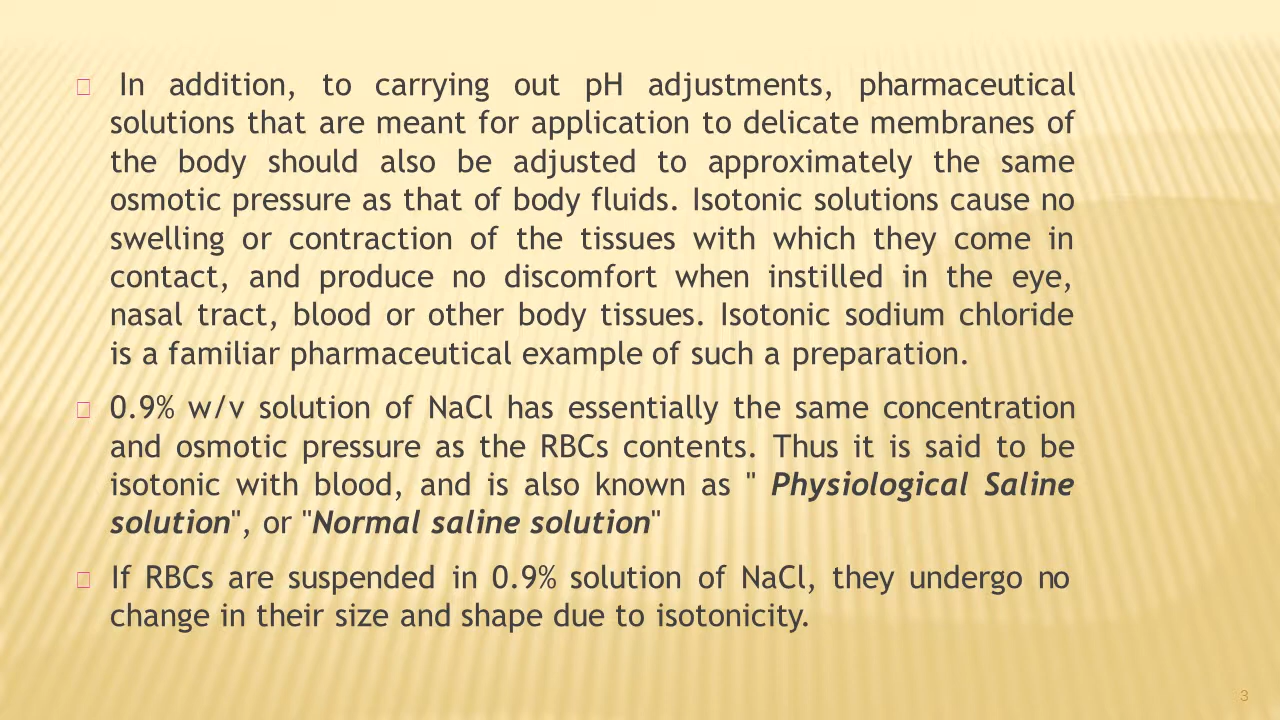 In addition, to carrying out pH adjustments, pharmaceutical
solutions that are meant for application to delicate membranes of
the body should also be adjusted to approximately the same
osmotic pressure as that of body fluids. Isotonic solutions cause no
swelling or contraction of the tissues with which they come in
contact, and produce no discomfort when instilled in the eye,
nasal tract, blood or other body tissues. Isotonic sodium chloride
is a familiar pharmaceutical example of such a preparation.
0.9% w/v solution of NaCl has essentially the same concentration
and osmotic pressure as the RBCs contents. Thus it is said to be
isotonic with blood, and is also known as " Physiological Saline
solution", or "Normal saline solution"
If RBCs are suspended in 0.9% solution of NaCl, they undergo no
change in their size and shape due to isotonicity.
3